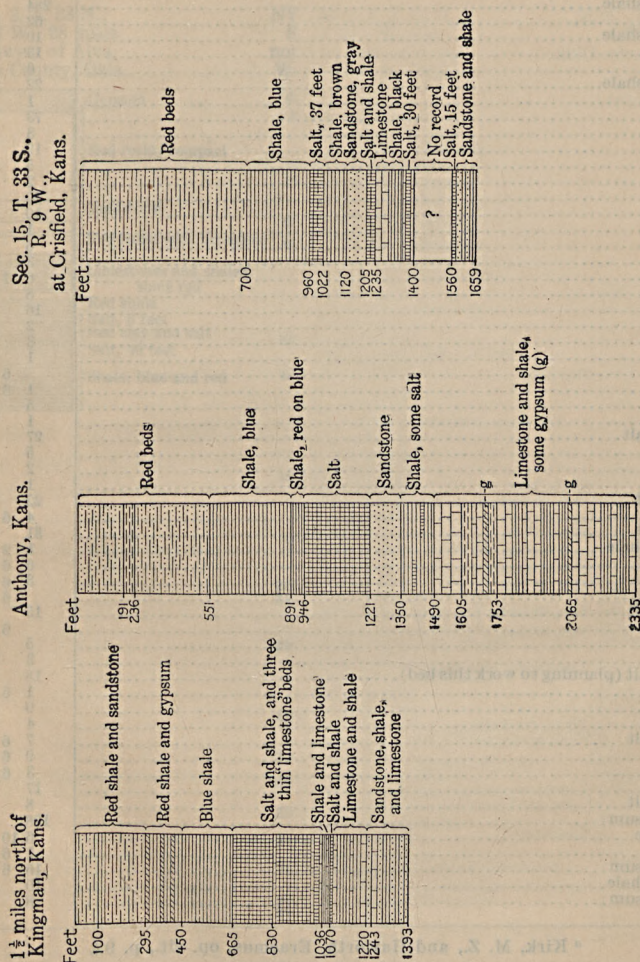 1½ miles north of
Kingman, Kans.
Feet
100
295
450
665
830
1036
1070
1220
1243
1393
Red shale and sandstone
Red shale and gypsum
Blue shale
Salt and shale, and three
thin "limestone" beds
Shale and limestone
Salt and shale
Limestone and shale
Sandstone, shale,
and limestone
Anthony, Kans.
Feet
191
236
551
891
946
1221
1350
1490
1605
1753
2065
2335
Red beds
Shale, blue
Shale, red on blue
Salt
Sandstone
Shale, some salt
g
g
Limestone and shale,
some gypsum (g)
Sec. 15, T. 33 S.,
R. 9 W.,
at Crisfield, Kans.
Feet
700
960
1022
1120
1205
1235
1400
1560
1659
Red beds
Shale, blue
Salt, 37 feet
Shale, brown
Sandstone, gray
Salt and shale
Limestone
Shale, black
Salt, 30 feet
?
No record
Salt, 15 feet
Sandstone and shale